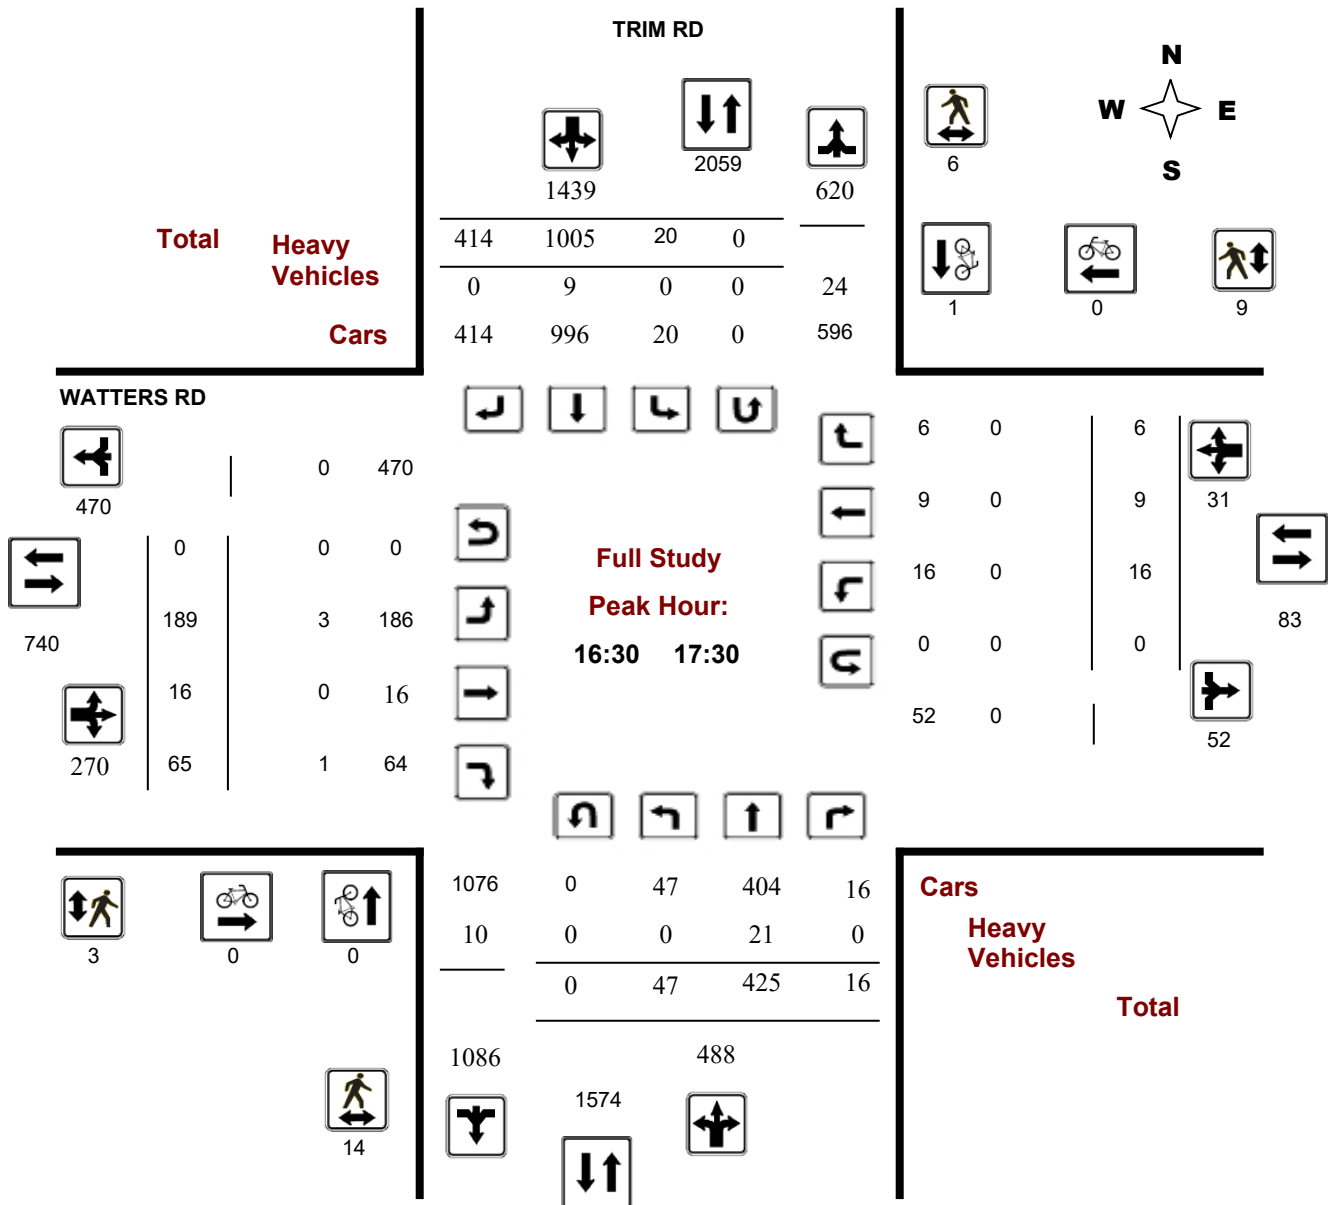 TRIM RD
N
W E
S
6
2059
1439 620
Total Heavy
Vehicles
414 1005 20 0
0 9 0 0 24
1 0 9
Cars 414 996 20 0 596
WATTERS RD
6 0 6
0 470
470
9 0 9 31
0 0 0
Full Study
16 0 16
Peak Hour:
189 3 186
83
740
16:30 17:30
0 0 0
16 0 16
52 0
52
270 65 1 64
1076 0 47 404 16 Cars
10 0 0 21 0 Heavy
Vehicles
3 0 0
0 47 425 16
Total
1086 488
1574
14